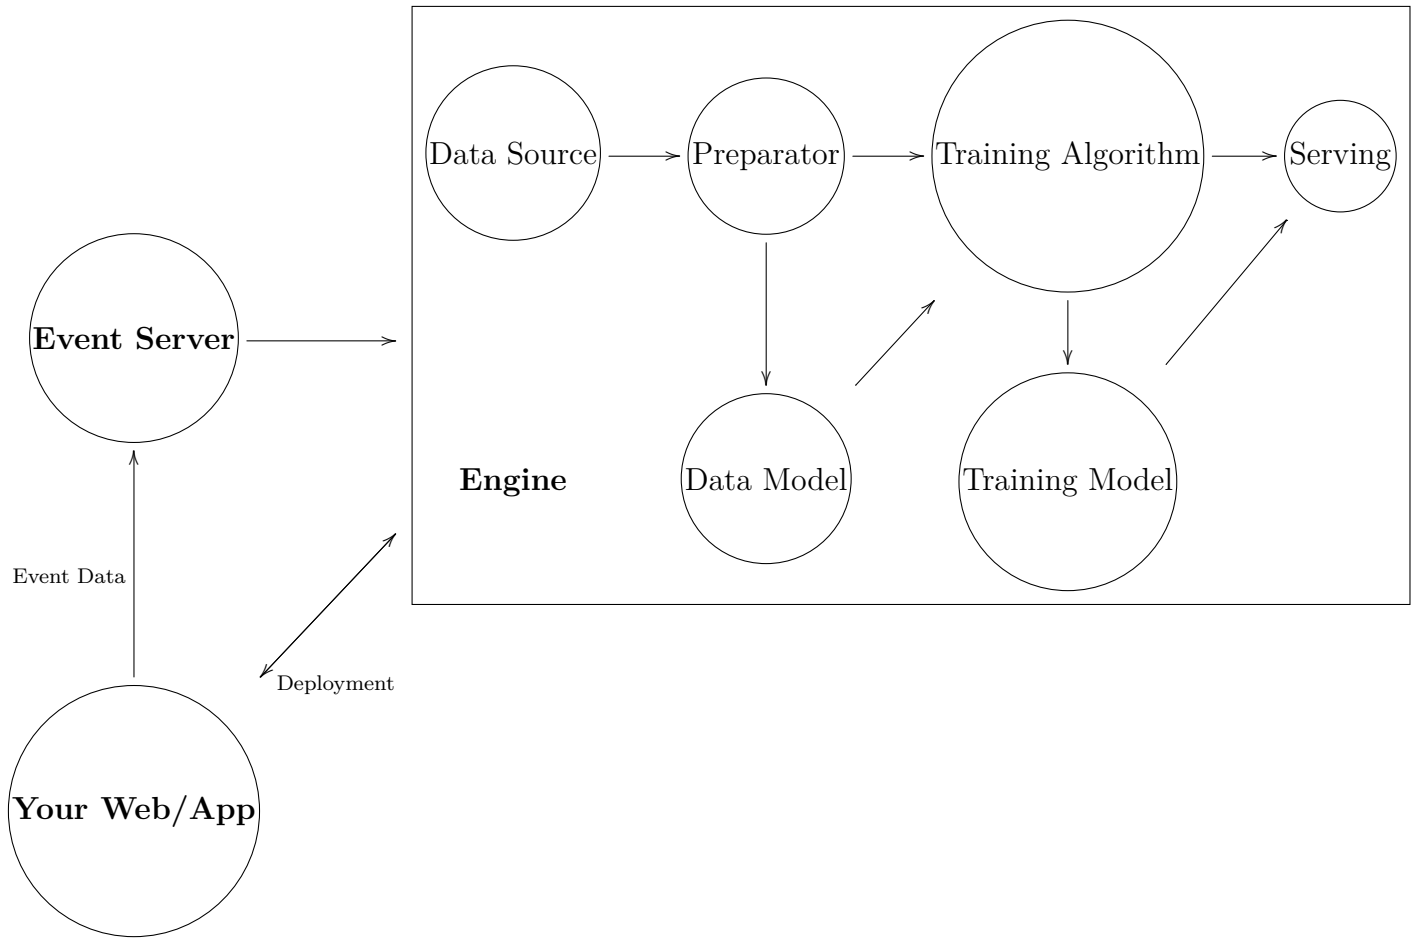 Data Source
Preparator
Training Algorithm
Serving
Event Server
Engine
Data Model
Training Model
Event Data
Deployment
Your Web/App